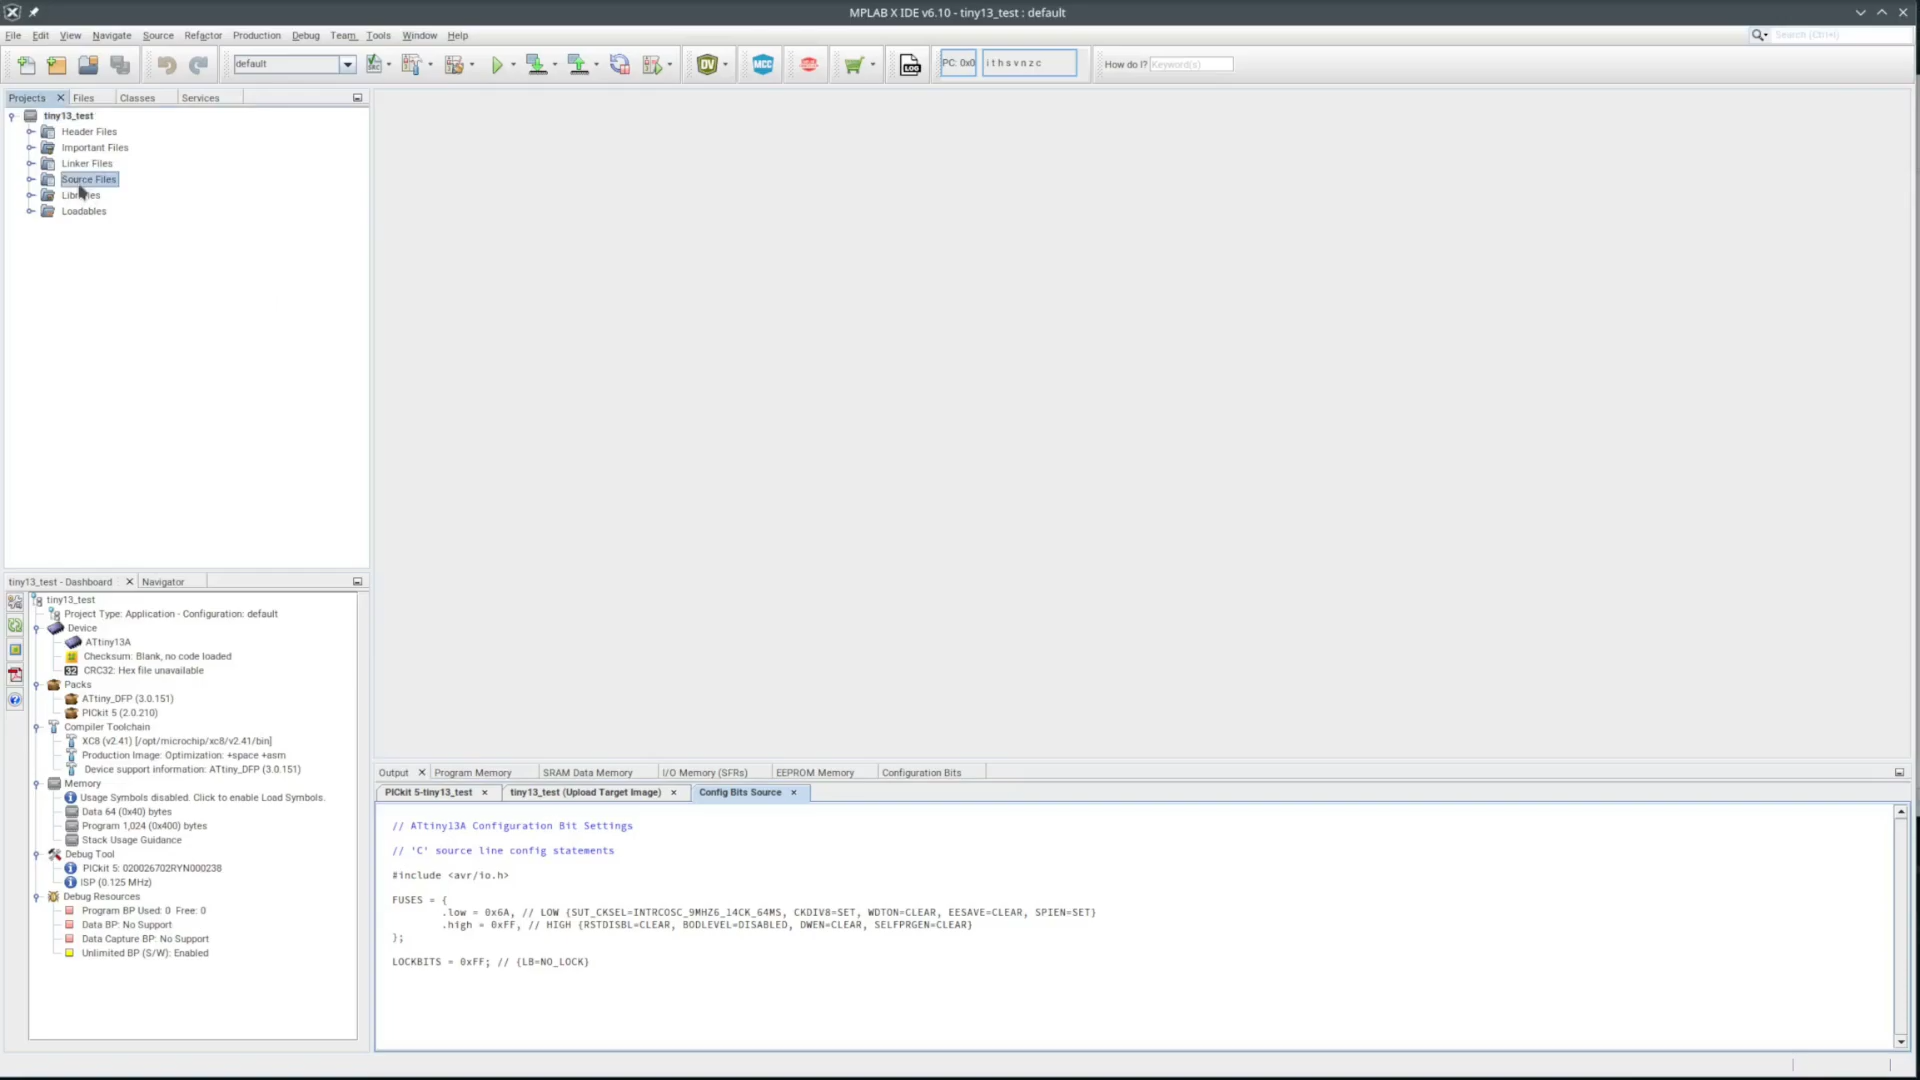 MPLAB X IDE v6.10 - tiny13_test : default
File Edit View Navigate Source Refactor Production Debug Team Tools Window Help
Search (Ctrl+I)
default
DV
MCC
LOG
PC: 0x0
i t h s v n z c
How do I?
Keyword(s)
Projects
Files
Classes
Services
tiny13_test
Header Files
Important Files
Linker Files
Source Files
Loadables
tiny13_test - Dashboard
Navigator
tiny13_test
Project Type: Application - Configuration: default
Device
ATtiny13A
Checksum: Blank, no code loaded
32 CRC32: Hex file unavailable
Packs
ATtiny_DFP (3.0.151)
PICkit 5 (2.0.210)
Compiler Toolchain
XC8 (v2.41) [/opt/microchip/xc8/v2.41/bin]
Production Image: Optimization: +space +asm
Device support information: ATtiny_DFP (3.0.151)
Memory
Usage Symbols disabled. Click to enable Load Symbols.
Data 64 (0x40) bytes
Program 1,024 (0x400) bytes
Stack Usage Guidance
Debug Tool
PICkit 5: 020026702RYN000238
ISP (0.125 MHz)
Debug Resources
Program BP Used: 0 Free: 0
Data BP: No Support
Data Capture BP: No Support
Unlimited BP (S/W): Enabled
Output
Program Memory
SRAM Data Memory
I/O Memory (SFRs)
EEPROM Memory
Configuration Bits
PICkit 5-tiny13_test
tiny13_test (Upload Target Image)
Config Bits Source
// ATtiny13A Configuration Bit Settings
// 'C' source line config statements
#include <avr/io.h>
FUSES = {
.low = 0x6A, // LOW {SUT_CKSEL=INTRCOSC_9MHZ6_14CK_64MS, CKDIV8=SET, WDTON=CLEAR, EESAVE=CLEAR, SPIEN=SET}
.high = 0xFF, // HIGH {RSTDISBL=CLEAR, BODLEVEL=DISABLED, DWEN=CLEAR, SELFPRGEN=CLEAR}
};
LOCKBITS = 0xFF; // {LB=NO_LOCK}